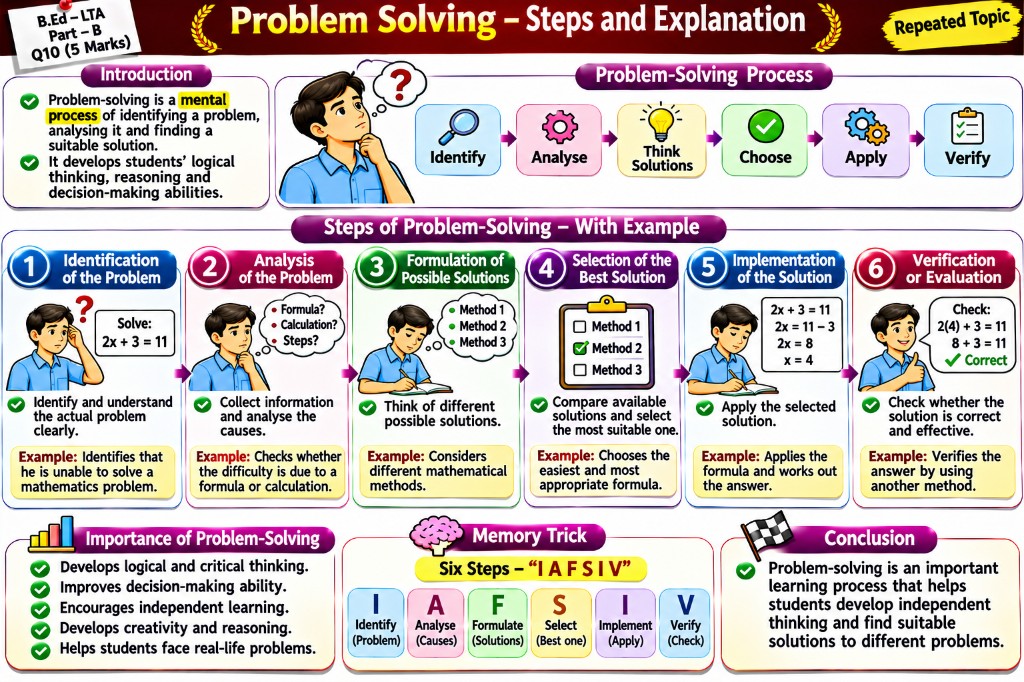 B.Ed – LTA
Part – B
Q10 (5 Marks)
Problem Solving – Steps and Explanation
Repeated Topic
Introduction
Problem-solving is a mental
process of identifying a problem,
analysing it and finding a
suitable solution.
It develops students' logical
thinking, reasoning and
decision-making abilities.
?
Problem-Solving Process
Identify
Analyse
Think
Solutions
Choose
Apply
Verify
Steps of Problem-Solving – With Example
1
Identification
of the Problem
?
Solve:
2x + 3 = 11
Identify and understand
the actual problem
clearly.
Example: Identifies that
he is unable to solve a
mathematics problem.
2
Analysis
of the Problem
• Formula?
• Calculation?
• Steps?
Collect information
and analyse the
causes.
Example: Checks whether
the difficulty is due to a
formula or calculation.
3
Formulation of
Possible Solutions
• Method 1
• Method 2
• Method 3
Think of different
possible solutions.
Example: Considers
different mathematical
methods.
4
Selection of the
Best Solution
Method 1
Method 2
Method 3
Compare available
solutions and select
the most suitable one.
Example: Chooses the
easiest and most
appropriate formula.
5
Implementation
of the Solution
2x + 3 = 11
2x = 11 – 3
2x = 8
x = 4
Apply the selected
solution.
Example: Applies the
formula and works out
the answer.
6
Verification
or Evaluation
Check:
2(4) + 3 = 11
8 + 3 = 11
✓ Correct
Check whether the
solution is correct
and effective.
Example: Verifies the
answer by using
another method.
Importance of Problem-Solving
Develops logical and critical thinking.
Improves decision-making ability.
Encourages independent learning.
Develops creativity and reasoning.
Helps students face real-life problems.
Memory Trick
Six Steps – "I A F S I V"
I
Identify
(Problem)
A
Analyse
(Causes)
F
Formulate
(Solutions)
S
Select
(Best one)
I
Implement
(Apply)
V
Verify
(Check)
Conclusion
Problem-solving is an important
learning process that helps
students develop independent
thinking and find suitable
solutions to different problems.